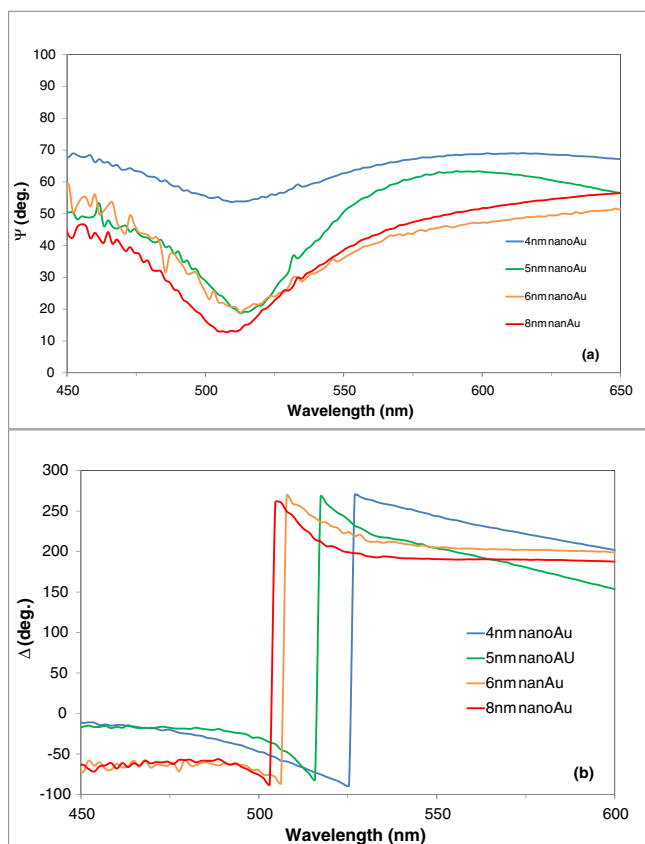 100
90
80
70
60
50
40
30
20
10
0
Ψ (deg.)
4nm nanoAu
5nm nanoAu
6nm nanoAu
8nm nanAu
(a)
450 500 550 600 650
Wavelength (nm)
300
250
200
150
100
50
0
-50
-100
Δ (deg.)
4nm nanoAu
5nm nanoAU
6nm nanAu
8nm nanoAu
(b)
450 500 550 600
Wavelength (nm)